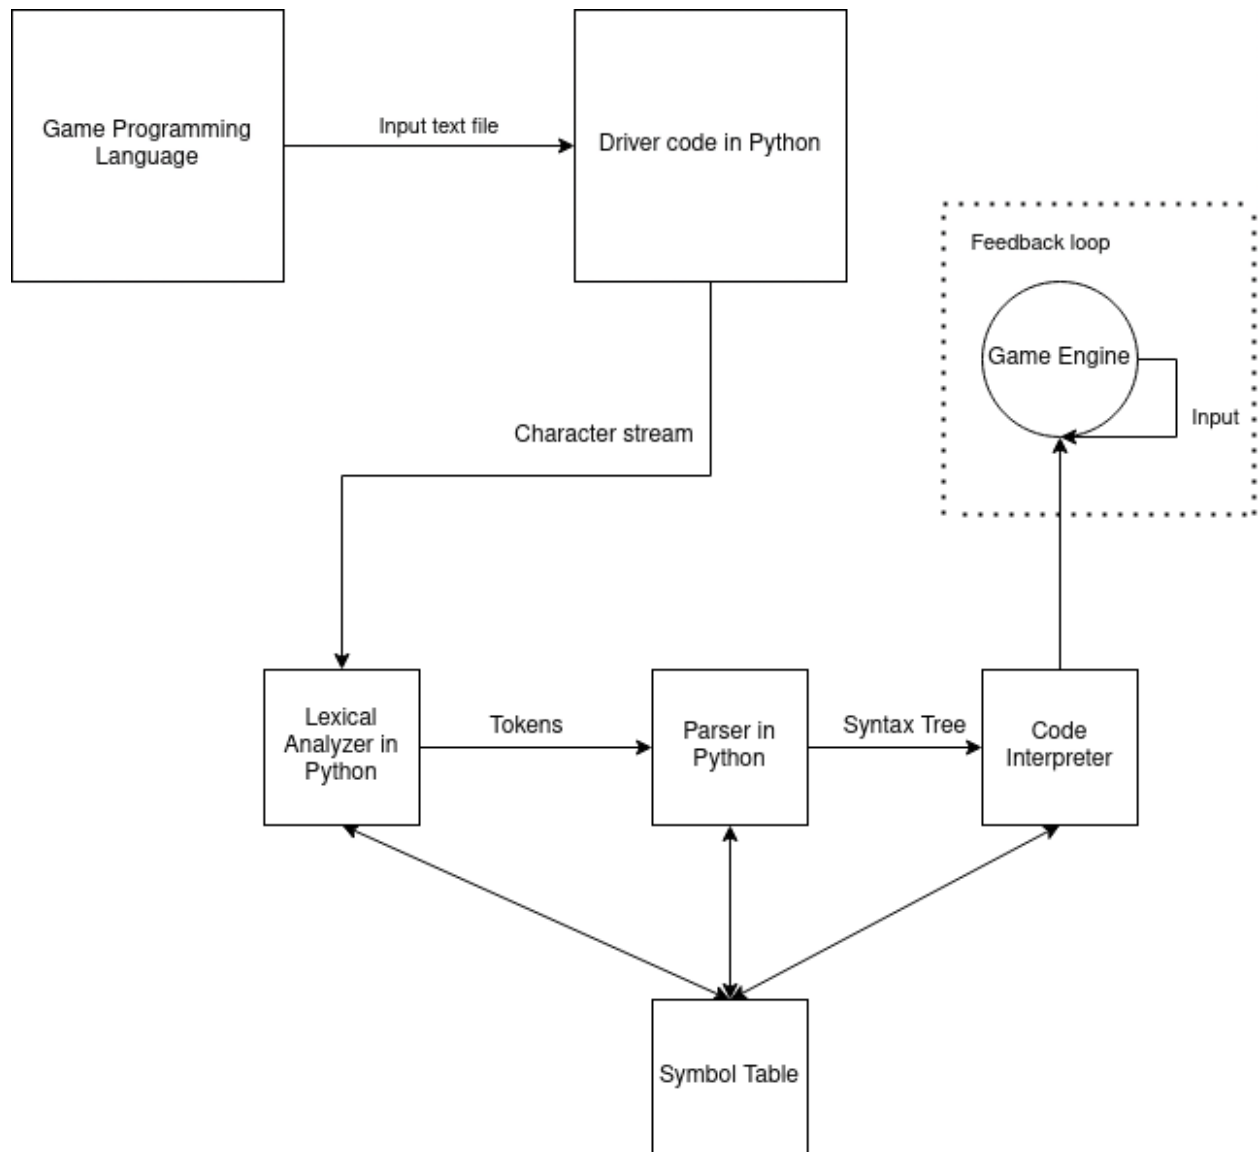 Game Programming
Language
Input text file
Driver code in Python
Feedback loop
Game Engine
Input
Character stream
Lexical
Analyzer in
Python
Tokens
Parser in
Python
Syntax Tree
Code
Interpreter
Symbol Table